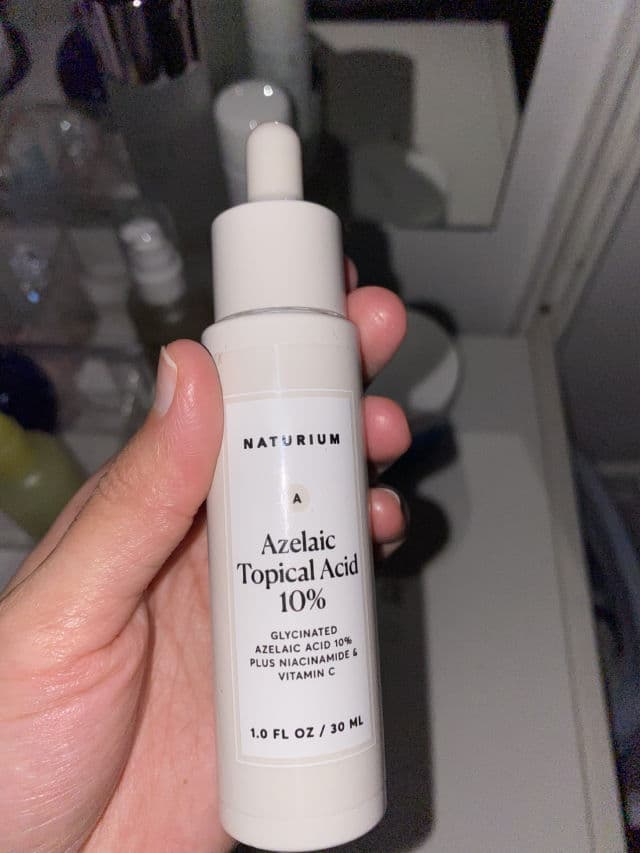 NATURIUM
A
Azelaic
Topical Acid
10%
GLYCINATED
AZELAIC ACID 10%
PLUS NIACINAMIDE &
VITAMIN C
1.0 FL OZ / 30 ML